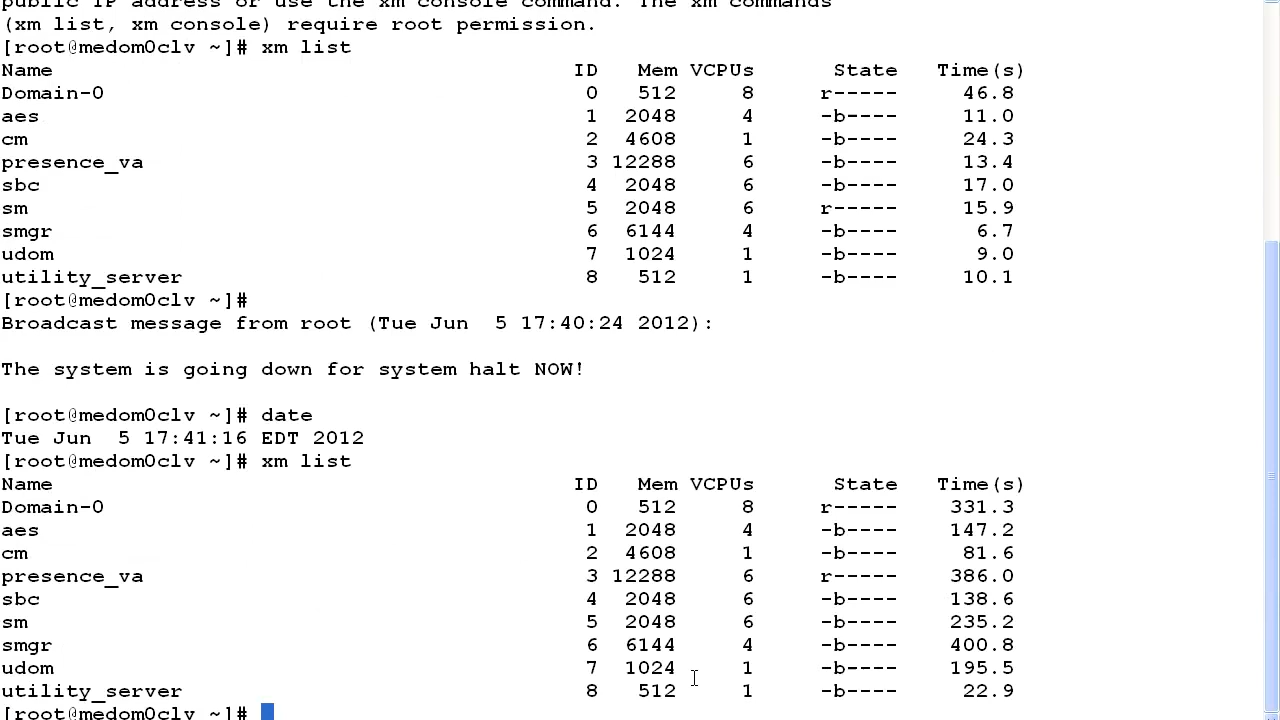 public IP address or use the xm console command. The xm commands
(xm list, xm console) require root permission.
[root@medom0clv ~]# xm list
Name ID Mem VCPUs State Time(s)
Domain-0 0 512 8 r----- 46.8
aes 1 2048 4 -b---- 11.0
cm 2 4608 1 -b---- 24.3
presence_va 3 12288 6 -b---- 13.4
sbc 4 2048 6 -b---- 17.0
sm 5 2048 6 r----- 15.9
smgr 6 6144 4 -b---- 6.7
udom 7 1024 1 -b---- 9.0
utility_server 8 512 1 -b---- 10.1
[root@medom0clv ~]#
Broadcast message from root (Tue Jun  5 17:40:24 2012):
The system is going down for system halt NOW!
[root@medom0clv ~]# date
Tue Jun  5 17:41:16 EDT 2012
[root@medom0clv ~]# xm list
Name ID Mem VCPUs State Time(s)
Domain-0 0 512 8 r----- 331.3
aes 1 2048 4 -b---- 147.2
cm 2 4608 1 -b---- 81.6
presence_va 3 12288 6 r----- 386.0
sbc 4 2048 6 -b---- 138.6
sm 5 2048 6 -b---- 235.2
smgr 6 6144 4 -b---- 400.8
udom 7 1024 1 -b---- 195.5
utility_server 8 512 1 -b---- 22.9
[root@medom0clv ~]#